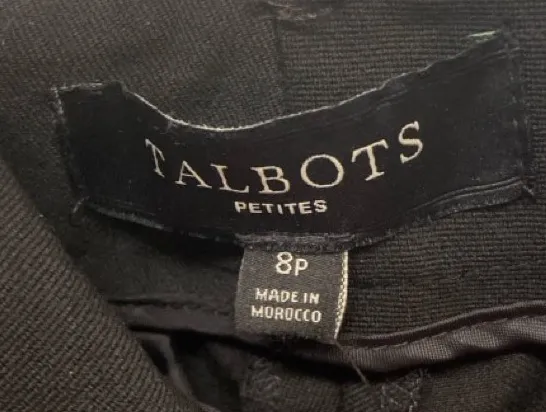 TALBOTS
PETITES
8P
MADE IN
MOROCCO